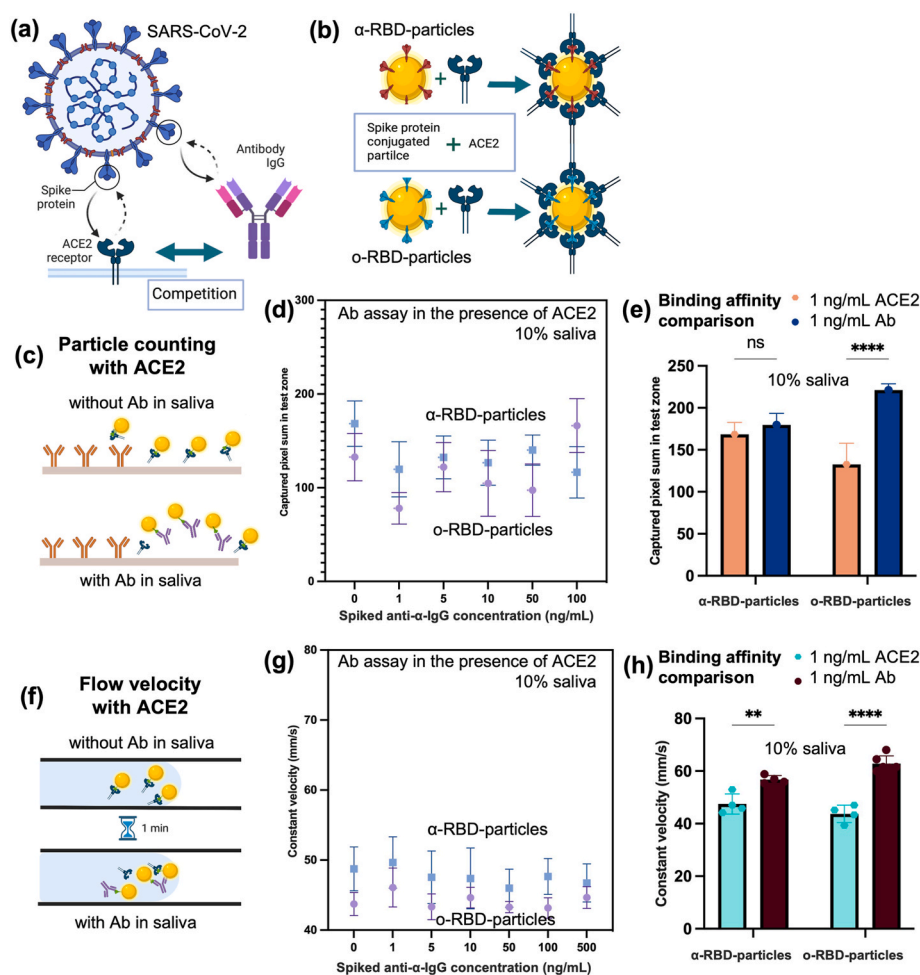 (a)
SARS-CoV-2
Antibody
IgG
Spike
protein
ACE2
receptor
Competition
(b)
α-RBD-particles
+
Spike protein
conjugated
partilce
+ ACE2
+
o-RBD-particles
(c) Particle counting
with ACE2
without Ab in saliva
with Ab in saliva
(d)
Ab assay in the presence of ACE2
10% saliva
α-RBD-particles
o-RBD-particles
Captured pixel sum in test zone
300
200
100
0
0 1 5 10 50 100
Spiked anti-α-IgG concentration (ng/mL)
(e) Binding affinity
comparison
1 ng/mL ACE2
1 ng/mL Ab
ns
****
10% saliva
Captured pixel sum in test zone
250
200
150
100
50
0
α-RBD-particles o-RBD-particles
(f) Flow velocity
with ACE2
without Ab in saliva
1 min
with Ab in saliva
(g)
Ab assay in the presence of ACE2
10% saliva
α-RBD-particles
o-RBD-particles
Constant velocity (mm/s)
80
70
60
50
40
0 1 5 10 50 100 500
Spiked anti-α-IgG concentration (ng/mL)
(h) Binding affinity
comparison
1 ng/mL ACE2
1 ng/mL Ab
**
****
10% saliva
Constant velocity (mm/s)
80
60
40
20
0
α-RBD-particles o-RBD-particles